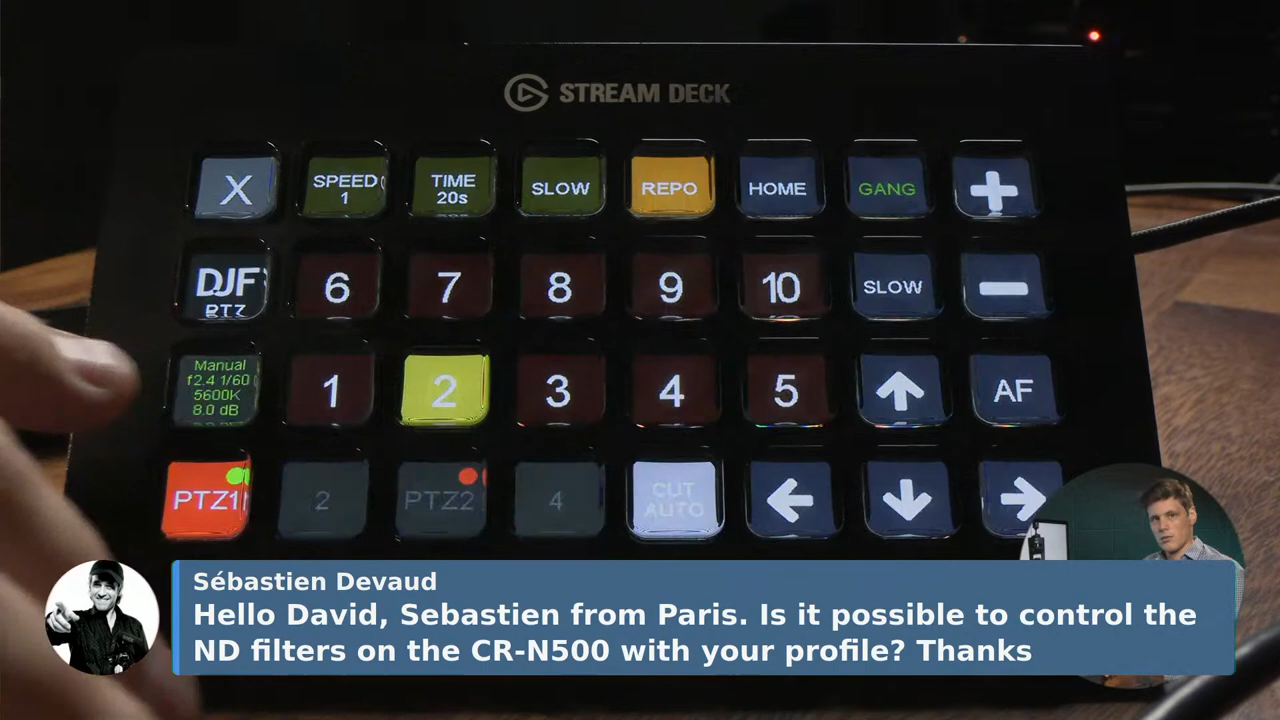 STREAM DECK
X
SPEED
1
TIME
20s
SLOW
REPO
HOME
GANG
+
DJF
PTZ
6
7
8
9
10
SLOW
-
Manual
f2.4 1/60
5600K
8.0 dB
1
2
3
4
5
AF
PTZ1
2
PTZ2
4
CUT
AUTO
Sébastien Devaud
Hello David, Sebastien from Paris. Is it possible to control the
ND filters on the CR-N500 with your profile? Thanks